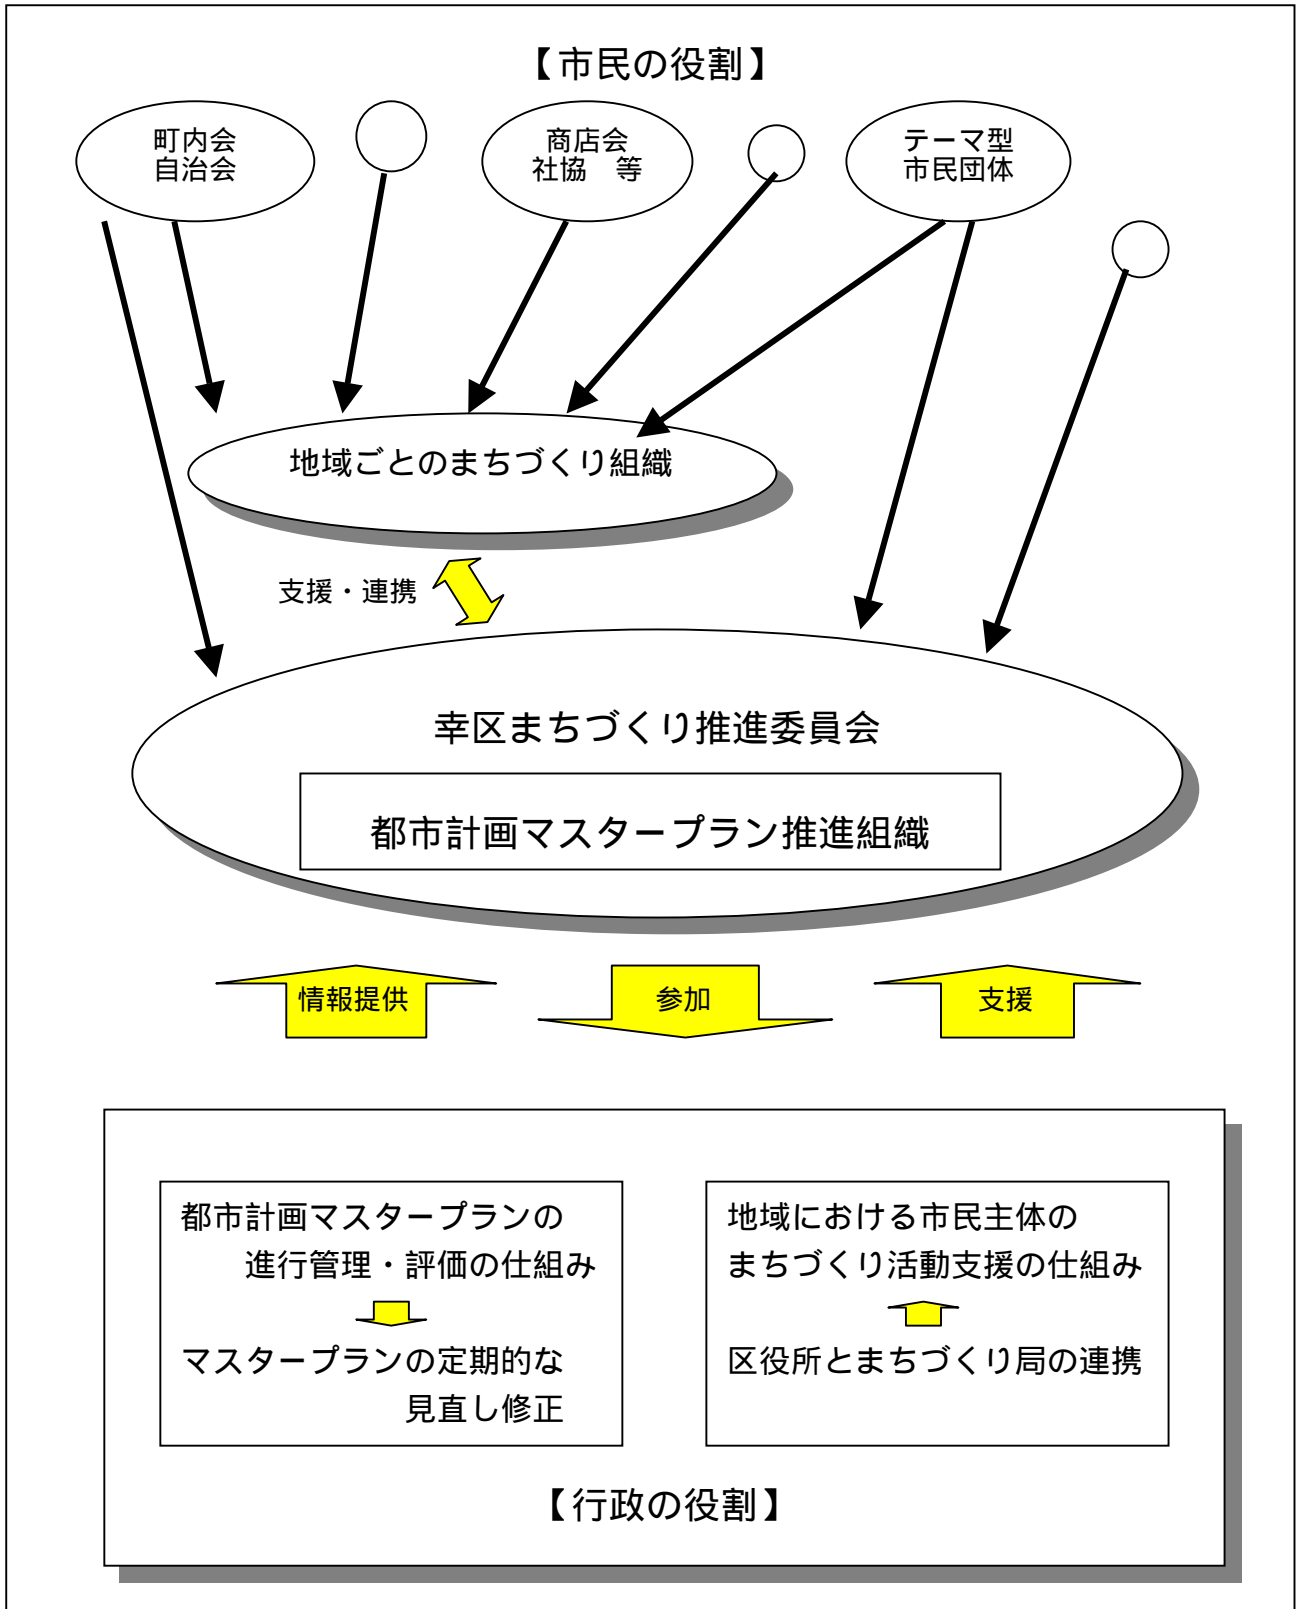 【市民の役割】
町内会
自治会
商店会
社協　等
テーマ型
市民団体
地域ごとのまちづくり組織
支援・連携
幸区まちづくり推進委員会
都市計画マスタープラン推進組織
情報提供
参加
支援
都市計画マスタープランの
進行管理・評価の仕組み
マスタープランの定期的な
見直し修正
地域における市民主体の
まちづくり活動支援の仕組み
区役所とまちづくり局の連携
【行政の役割】